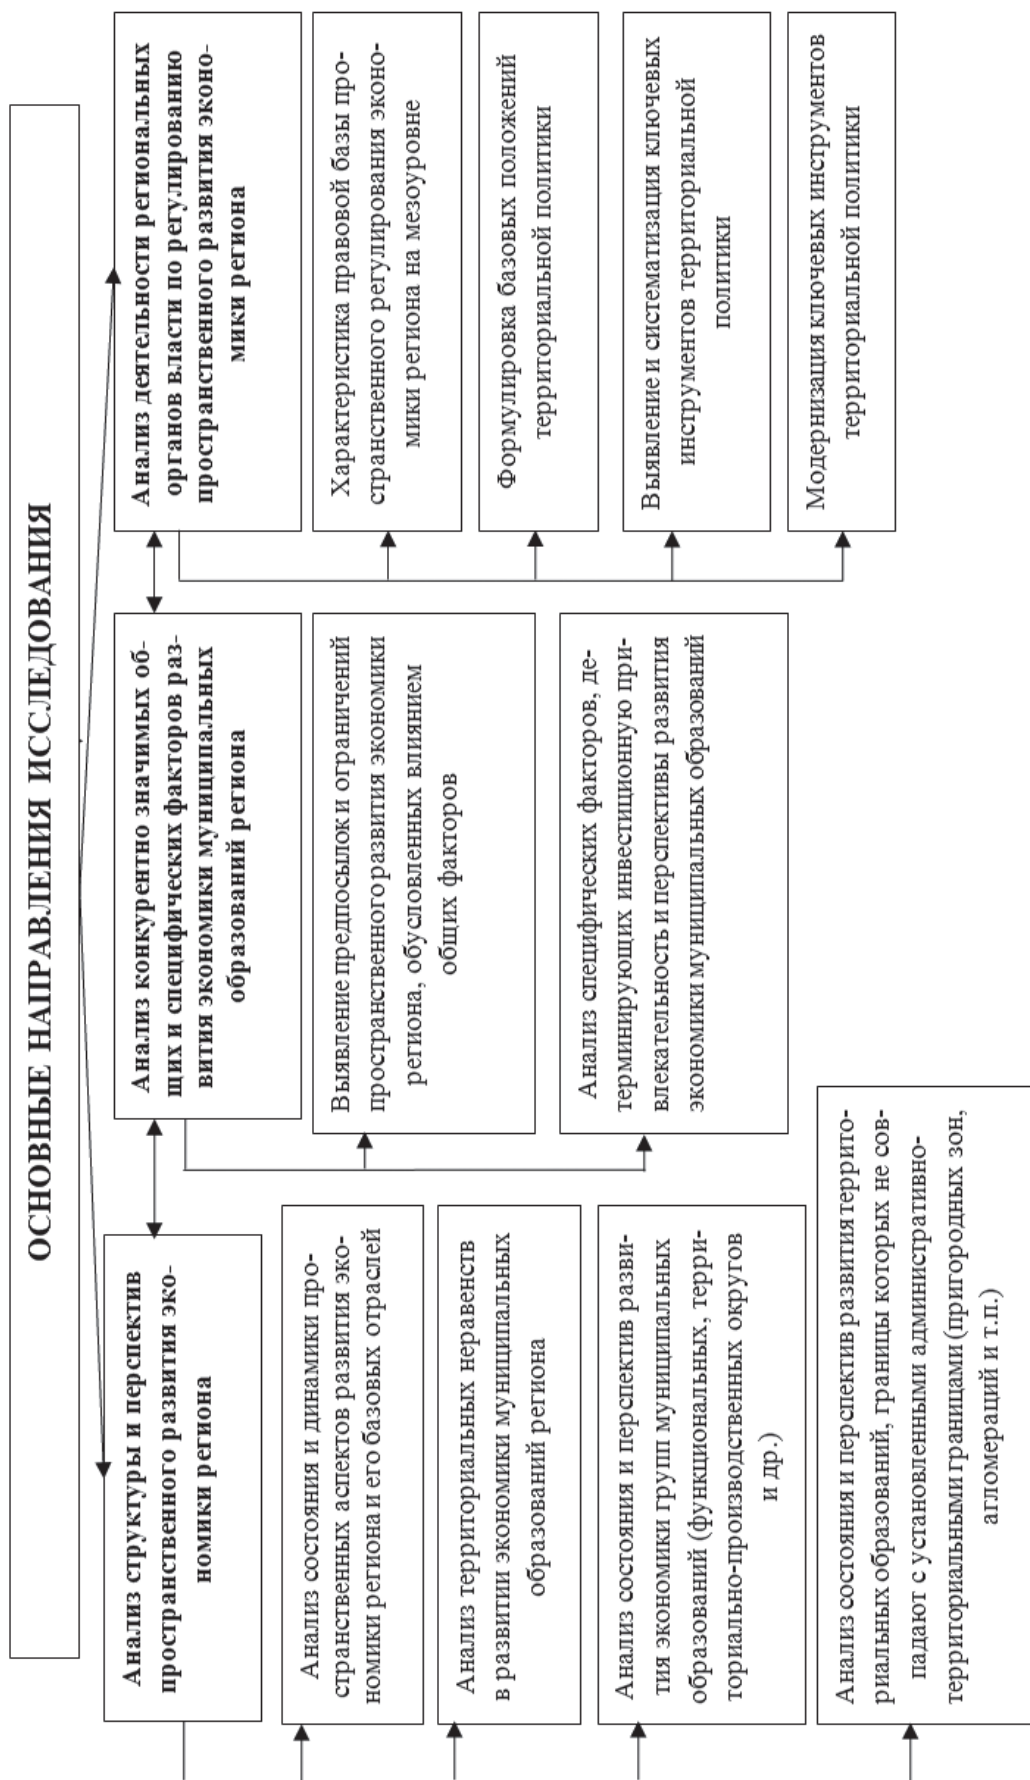 ОСНОВНЫЕ НАПРАВЛЕНИЯ ИССЛЕДОВАНИЯ
Анализ структуры и перспектив
пространственного развития эко-
номики региона
Анализ состояния и динамики про-
странственных аспектов развития эко-
номики региона и его базовых отраслей
Анализ территориальных неравенств
в развитии экономики муниципальных
образований региона
Анализ состояния и перспектив разви-
тия экономики групп муниципальных
образований (функциональных, терри-
ториально-производственных округов
и др.)
Анализ состояния и перспектив развития террито-
риальных образований, границы которых не сов-
падают с установленными административно-
территориальными границами (пригородных зон,
агломераций и т.п.)
Анализ конкурентно значимых об-
щих и специфических факторов раз-
вития экономики муниципальных
образований региона
Выявление предпосылок и ограничений
пространственного развития экономики
региона, обусловленных влиянием
общих факторов
Анализ специфических факторов, де-
терминирующих инвестиционную при-
влекательность и перспективы развития
экономики муниципальных образований
Анализ деятельности региональных
органов власти по регулированию
пространственного развития эконо-
мики региона
Характеристика правовой базы про-
странственного регулирования эконо-
мики региона на мезоуровне
Формулировка базовых положений
территориальной политики
Выявление и систематизация ключевых
инструментов территориальной
политики
Модернизация ключевых инструментов
территориальной политики